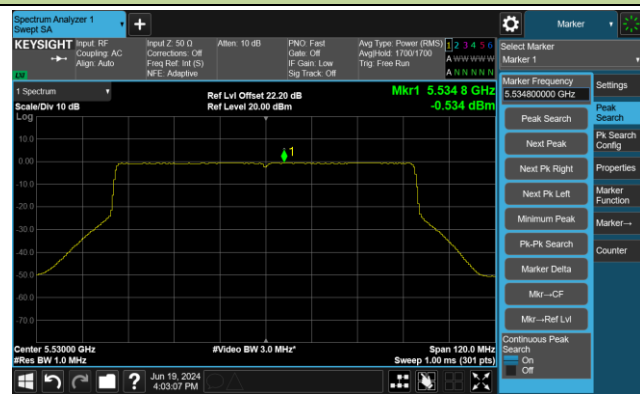 Spectrum Analyzer 1
Swept SA
Marker
KEYSIGHT
Input: RF
Coupling: AC
Align: Auto
Input Z: 50 Ω
Corrections: Off
Freq Ref: Int (S)
NFE: Adaptive
Atten: 10 dB
PNO: Fast
Gate: Off
IF Gain: Low
Sig Track: Off
Avg Type: Power (RMS)
Avg|Hold: 1700/1700
Trig: Free Run
1 2 3 4 5 6
A W W W W W
A N N N N N
LW
Select Marker
Marker 1
1 Spectrum
Scale/Div 10 dB
Log
Ref Lvl Offset 22.20 dB
Ref Level 20.00 dBm
Mkr1 5.534 8 GHz
-0.534 dBm
10.0
0.00
-10.0
-20.0
-30.0
-40.0
-50.0
-60.0
-70.0
1
Center 5.53000 GHz
#Res BW 1.0 MHz
#Video BW 3.0 MHz*
Span 120.0 MHz
Sweep 1.00 ms (301 pts)
Marker Frequency
5.534800000 GHz
Peak Search
Next Peak
Next Pk Right
Next Pk Left
Minimum Peak
Pk-Pk Search
Marker Delta
Mkr→CF
Mkr→Ref Lvl
Continuous Peak
Search
On
Off
Settings
Peak
Search
Pk Search
Config
Properties
Marker
Function
Marker→
Counter
?
Jun 19, 2024
4:03:07 PM